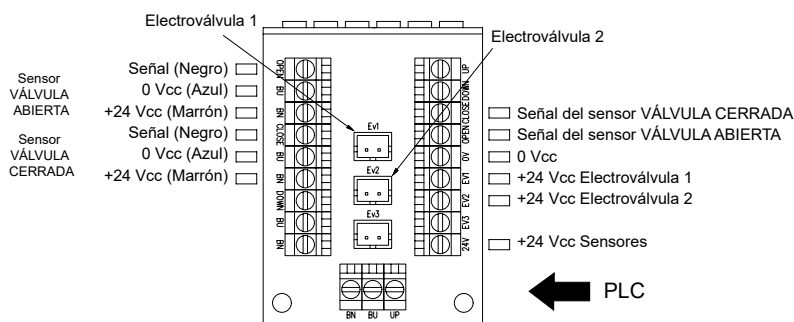 Electroválvula 1
Electroválvula 2
Sensor
VÁLVULA
ABIERTA
Señal (Negro)
0 Vcc (Azul)
+24 Vcc (Marrón)
Sensor
VÁLVULA
CERRADA
Señal (Negro)
0 Vcc (Azul)
+24 Vcc (Marrón)
OPEN
BU
BN
CLOSE
BU
BN
DOWN
BU
BN
Ev1
Ev2
Ev3
UP
DOWN
CLOSE
OPEN
0V
EV1
EV2
EV3
24V
Señal del sensor VÁLVULA CERRADA
Señal del sensor VÁLVULA ABIERTA
0 Vcc
+24 Vcc Electroválvula 1
+24 Vcc Electroválvula 2
+24 Vcc Sensores
PLC
BN BU UP